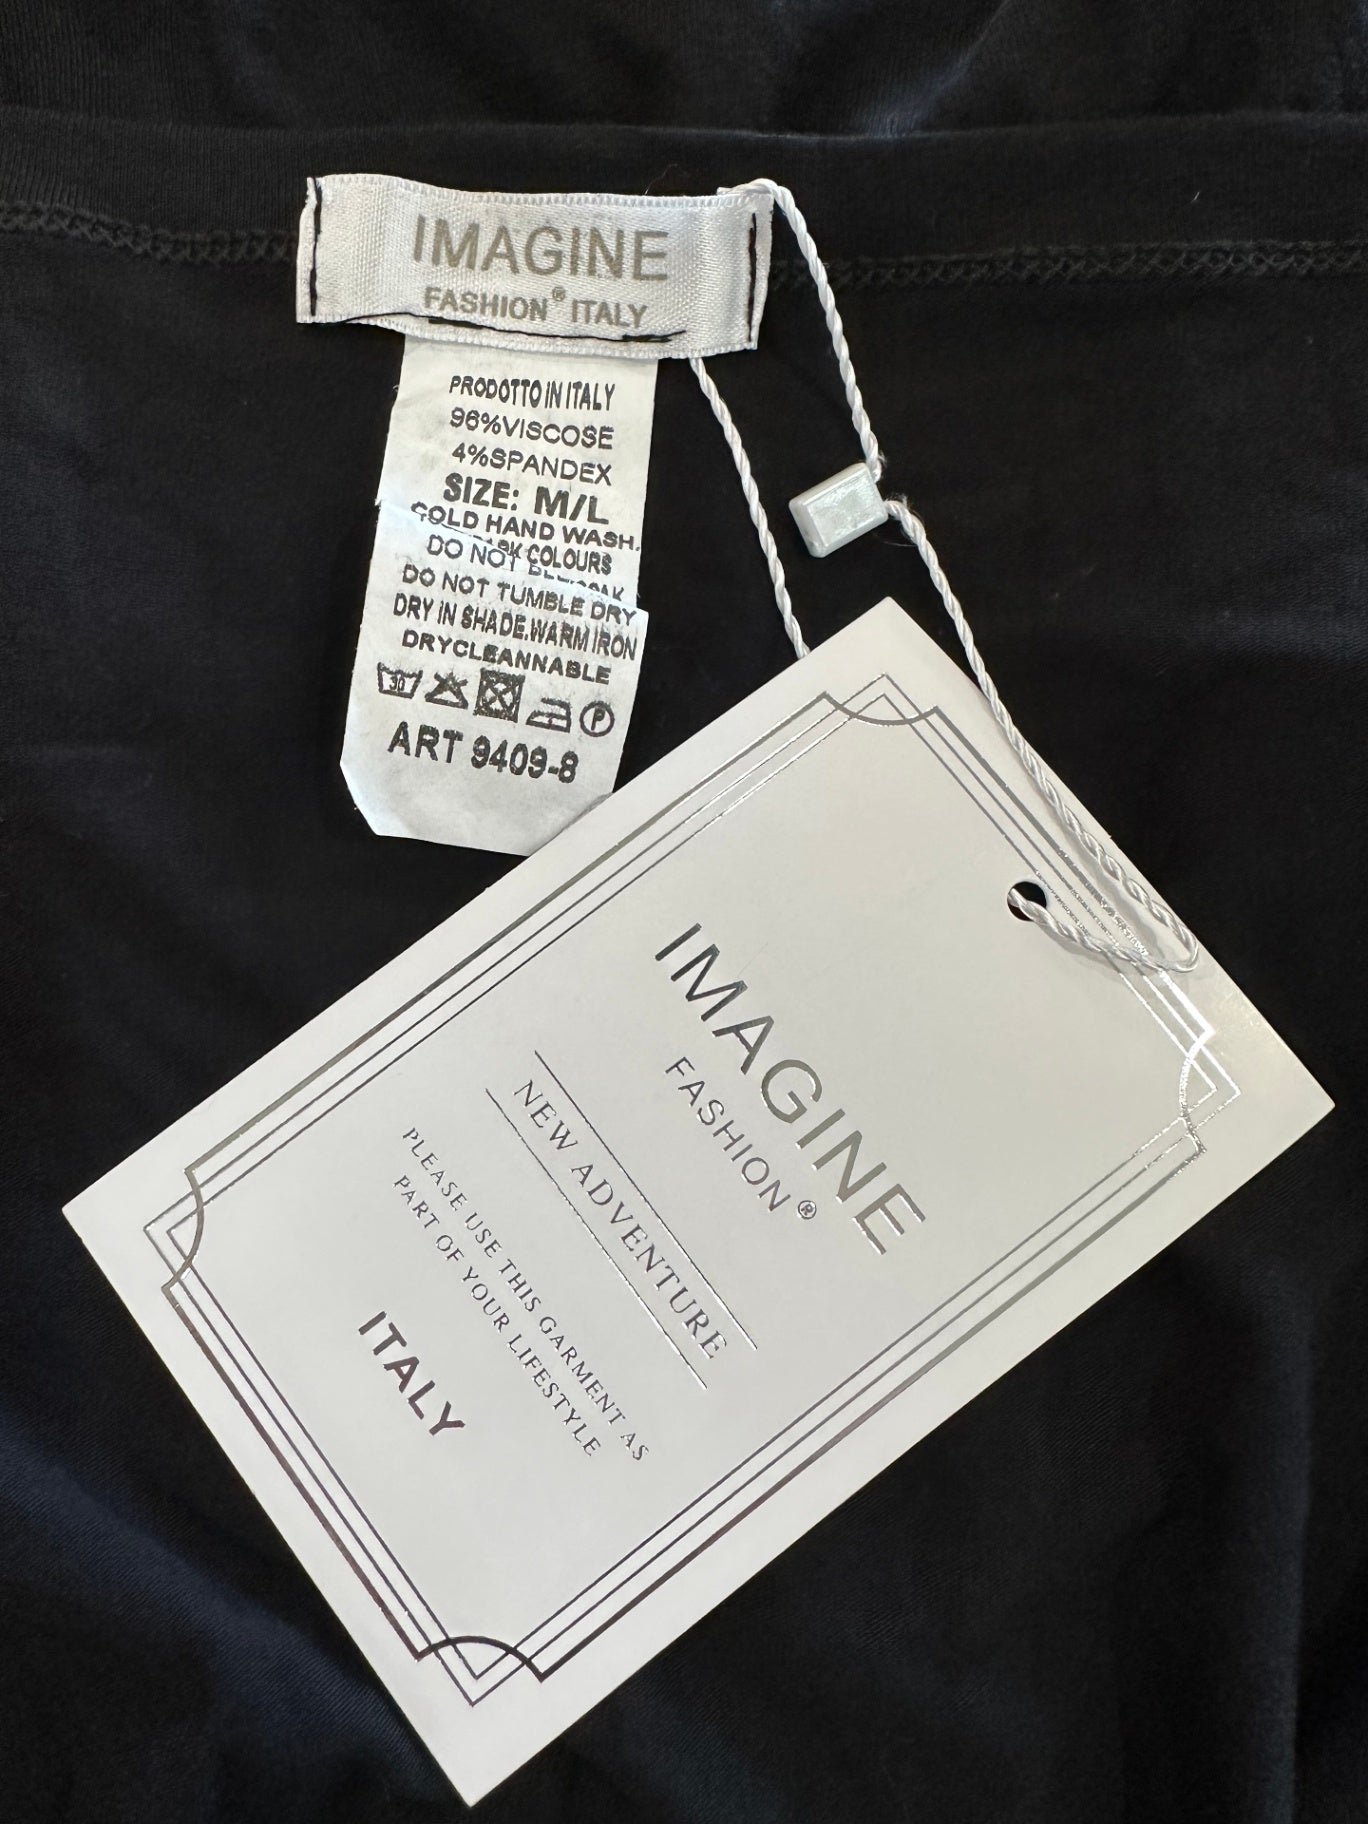 IMAGINE
FASHION® ITALY
PRODOTTO IN ITALY
96%VISCOSE
4%SPANDEX
SIZE: M/L
COLD HAND WASH.
COLOURS
DO NOT
DO NOT TUMBLE DRY
DRY IN SHADE.WARM IRON
DRYCLEANNABLE
30 P
ART 9409-8
IMAGINE
FASHION®
NEW ADVENTURE
PLEASE USE THIS GARMENT AS
PART OF YOUR LIFESTYLE
ITALY